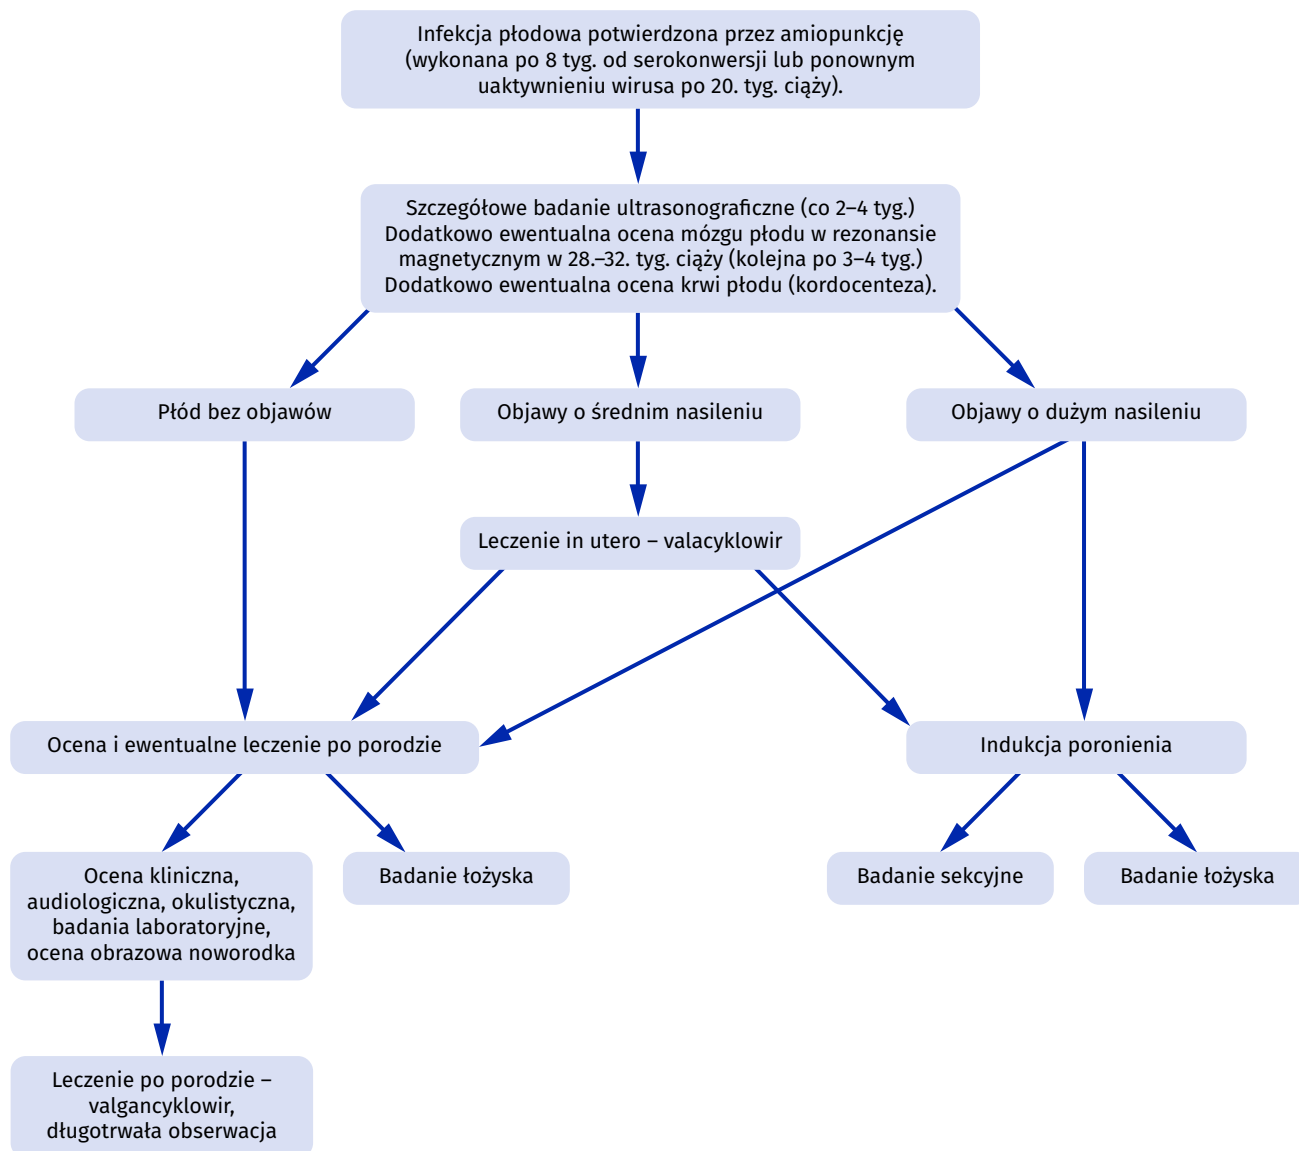 Infekcja płodowa potwierdzona przez amiopunkcję
(wykonana po 8 tyg. od serokonwersji lub ponownym
uaktywnieniu wirusa po 20. tyg. ciąży).
Szczegółowe badanie ultrasonograficzne (co 2–4 tyg.)
Dodatkowo ewentualna ocena mózgu płodu w rezonansie
magnetycznym w 28.–32. tyg. ciąży (kolejna po 3–4 tyg.)
Dodatkowo ewentualna ocena krwi płodu (kordocenteza).
Płód bez objawów
Objawy o średnim nasileniu
Objawy o dużym nasileniu
Leczenie in utero – valacyklowir
Ocena i ewentualne leczenie po porodzie
Indukcja poronienia
Ocena kliniczna,
audiologiczna, okulistyczna,
badania laboratoryjne,
ocena obrazowa noworodka
Badanie łożyska
Badanie sekcyjne
Badanie łożyska
Leczenie po porodzie –
valgancyklowir,
długotrwała obserwacja